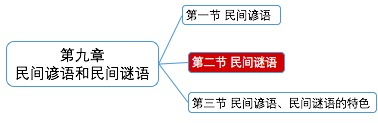 第九章
民间谚语和民间谜语
第一节 民间谚语
第二节 民间谜语
第三节 民间谚语、民间谜语的特色